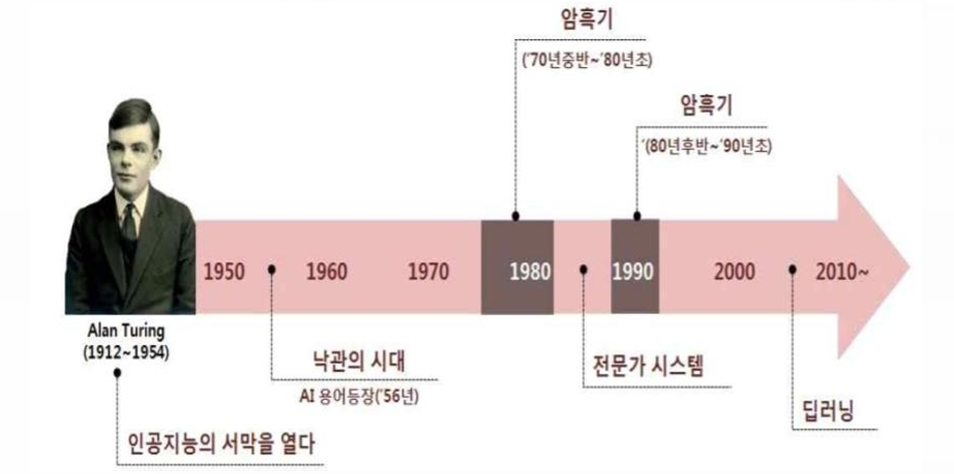 암흑기
('70년중반~'80년초)
암흑기
'(80년후반~'90년초)
1950 1960 1970 1980 1990 2000 2010~
Alan Turing
(1912~1954)
낙관의 시대
AI 용어등장('56년)
전문가 시스템
딥러닝
인공지능의 서막을 열다